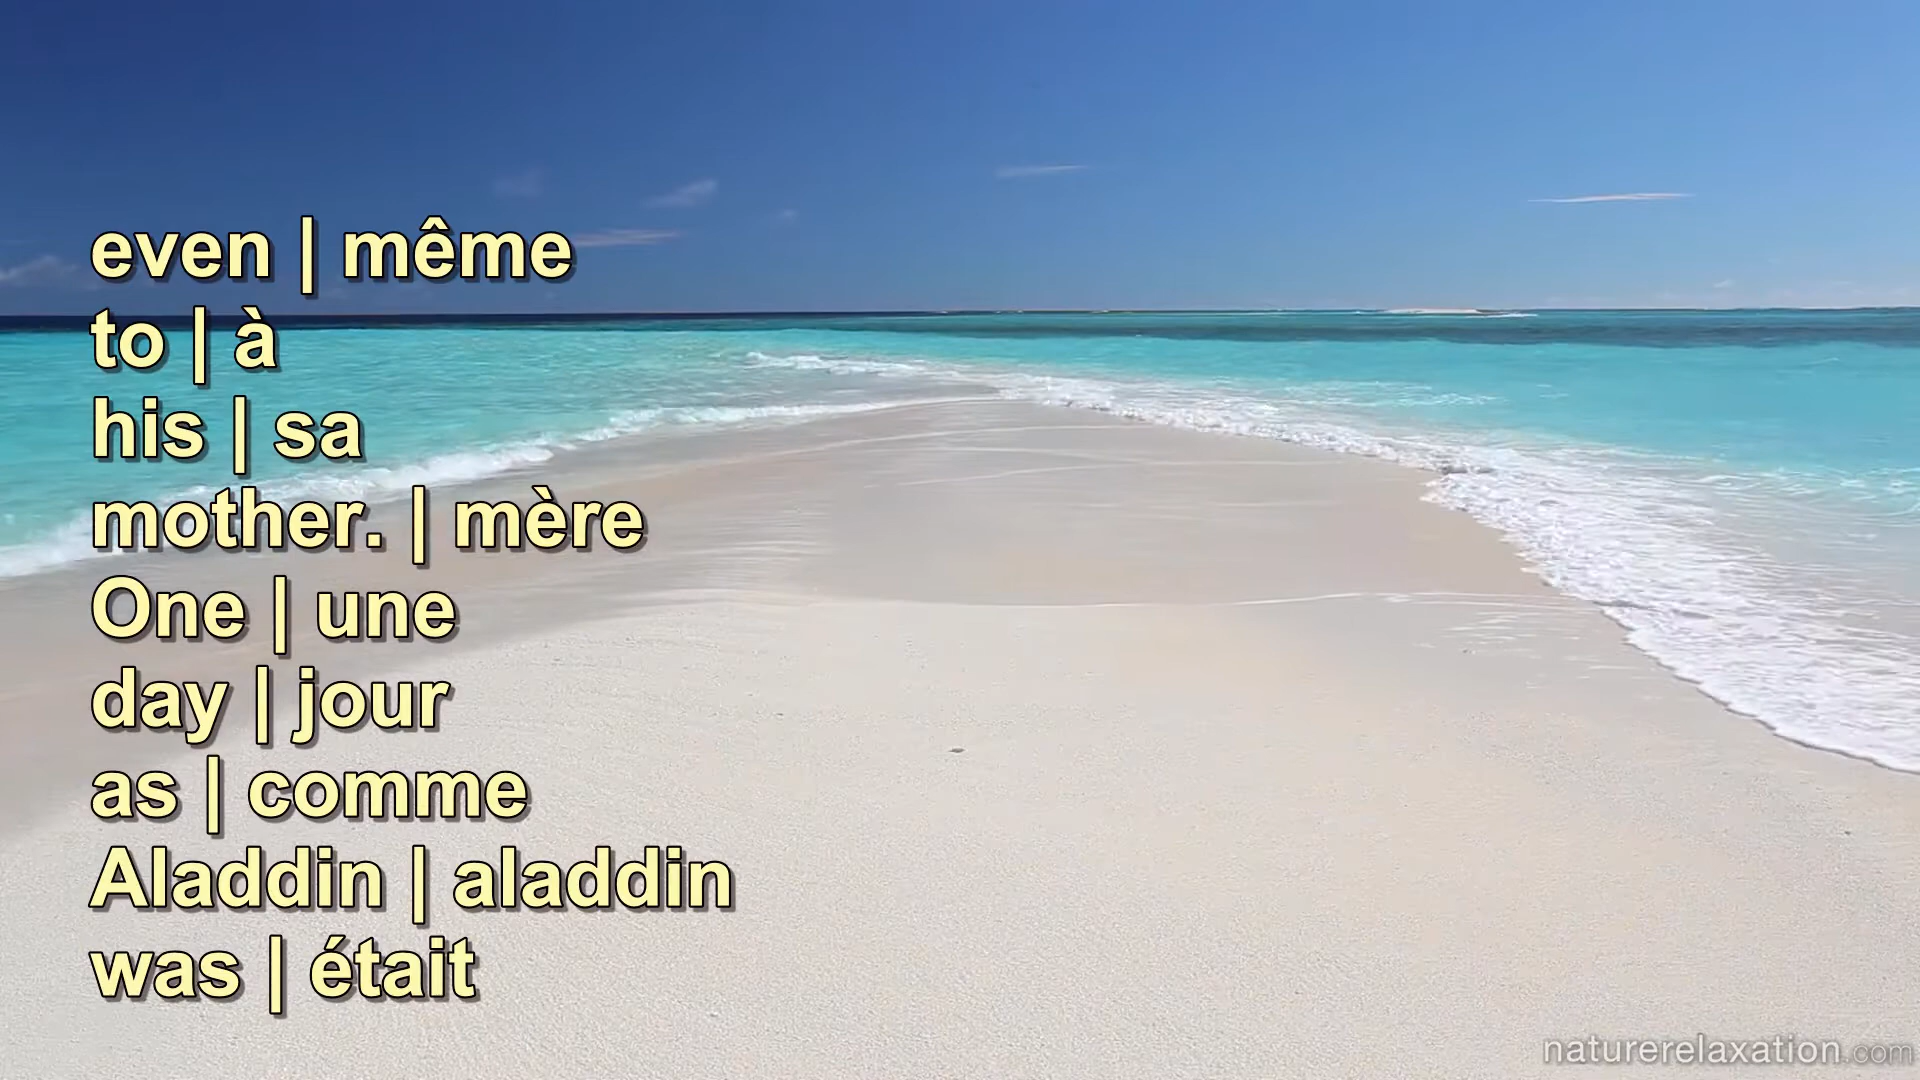 even | même
to | à
his | sa
mother. | mère
One | une
day | jour
as | comme
Aladdin | aladdin
was | était
naturerelaxation.com